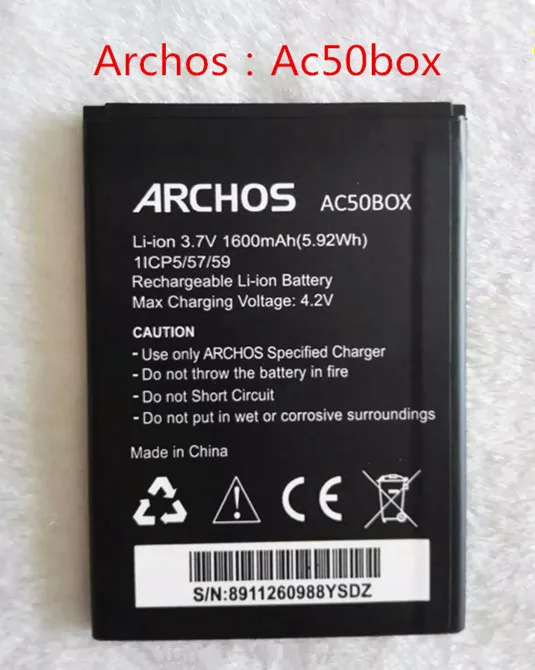 Archos：Ac50box
ARCHOS AC50BOX
Li-ion 3.7V 1600mAh(5.92Wh)
1ICP5/57/59
Rechargeable Li-ion Battery
Max Charging Voltage: 4.2V
CAUTION
- Use only ARCHOS Specified Charger
- Do not throw the battery in fire
- Do not Short Circuit
- Do not put in wet or corrosive surroundings
Made in China
CE
S/N:8911260988YSDZ